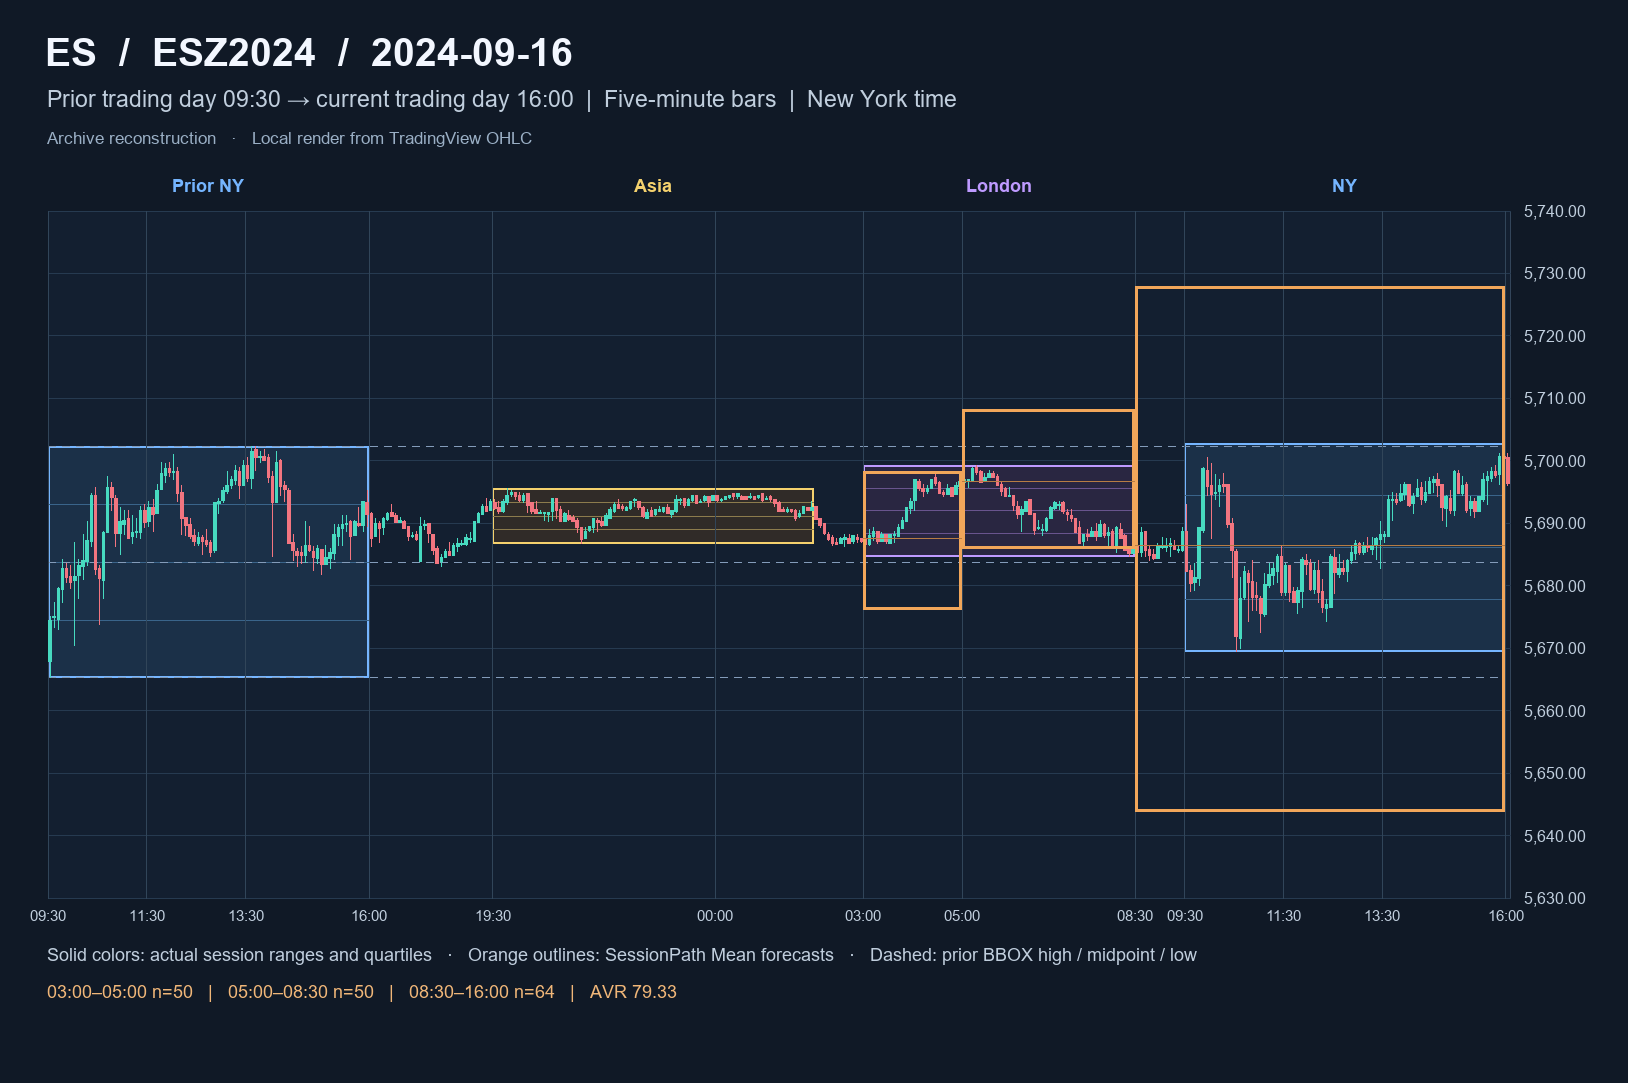 ES / ESZ2024 / 2024-09-16
Prior trading day 09:30 → current trading day 16:00 | Five-minute bars | New York time
Archive reconstruction · Local render from TradingView OHLC
Prior NY Asia London NY
5,740.00
5,730.00
5,720.00
5,710.00
5,700.00
5,690.00
5,680.00
5,670.00
5,660.00
5,650.00
5,640.00
5,630.00
09:30 11:30 13:30 16:00 19:30 00:00 03:00 05:00 08:30 09:30 11:30 13:30 16:00
Solid colors: actual session ranges and quartiles · Orange outlines: SessionPath Mean forecasts · Dashed: prior BBOX high / midpoint / low
03:00–05:00 n=50 | 05:00–08:30 n=50 | 08:30–16:00 n=64 | AVR 79.33